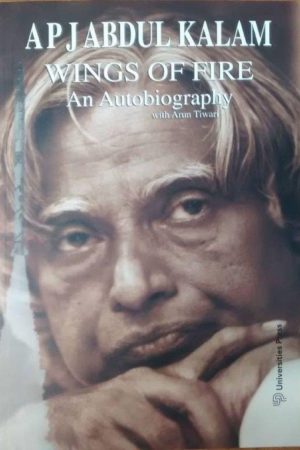 A P J ABDUL KALAM
WINGS OF FIRE
An Autobiography
with Arun Tiwari
Universities Press